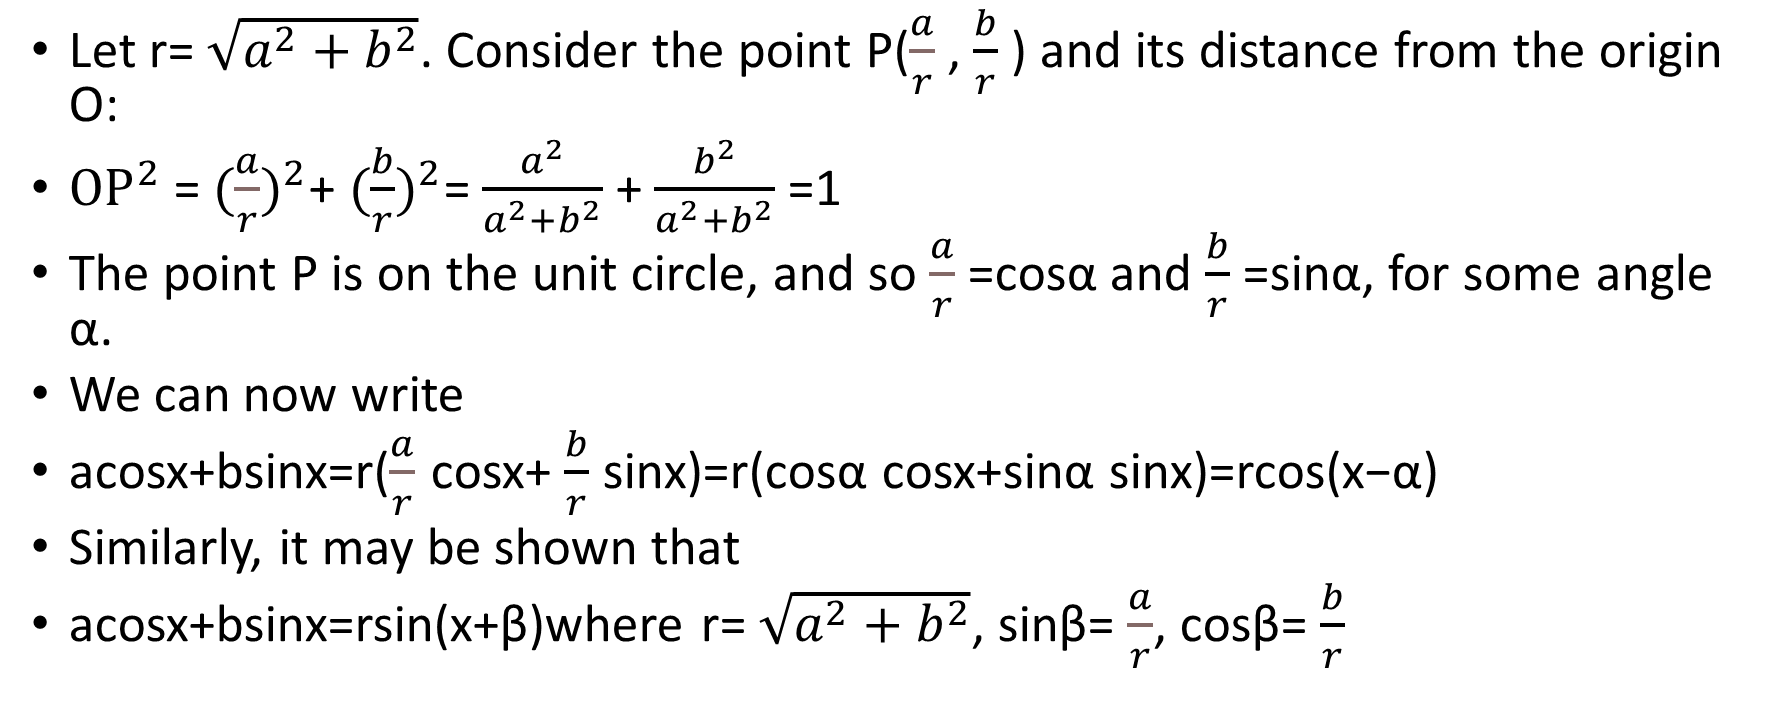 • Let r= √(a² + b²). Consider the point P(a/r , b/r ) and its distance from the origin
O:
• OP² = (a/r)²+ (b/r)²= a²/(a²+b²) + b²/(a²+b²) =1
• The point P is on the unit circle, and so a/r =cosα and b/r =sinα, for some angle
α.
• We can now write
• acosx+bsinx=r(a/r cosx+ b/r sinx)=r(cosα cosx+sinα sinx)=rcos(x−α)
• Similarly, it may be shown that
• acosx+bsinx=rsin(x+β)where r= √(a² + b²), sinβ= a/r, cosβ= b/r